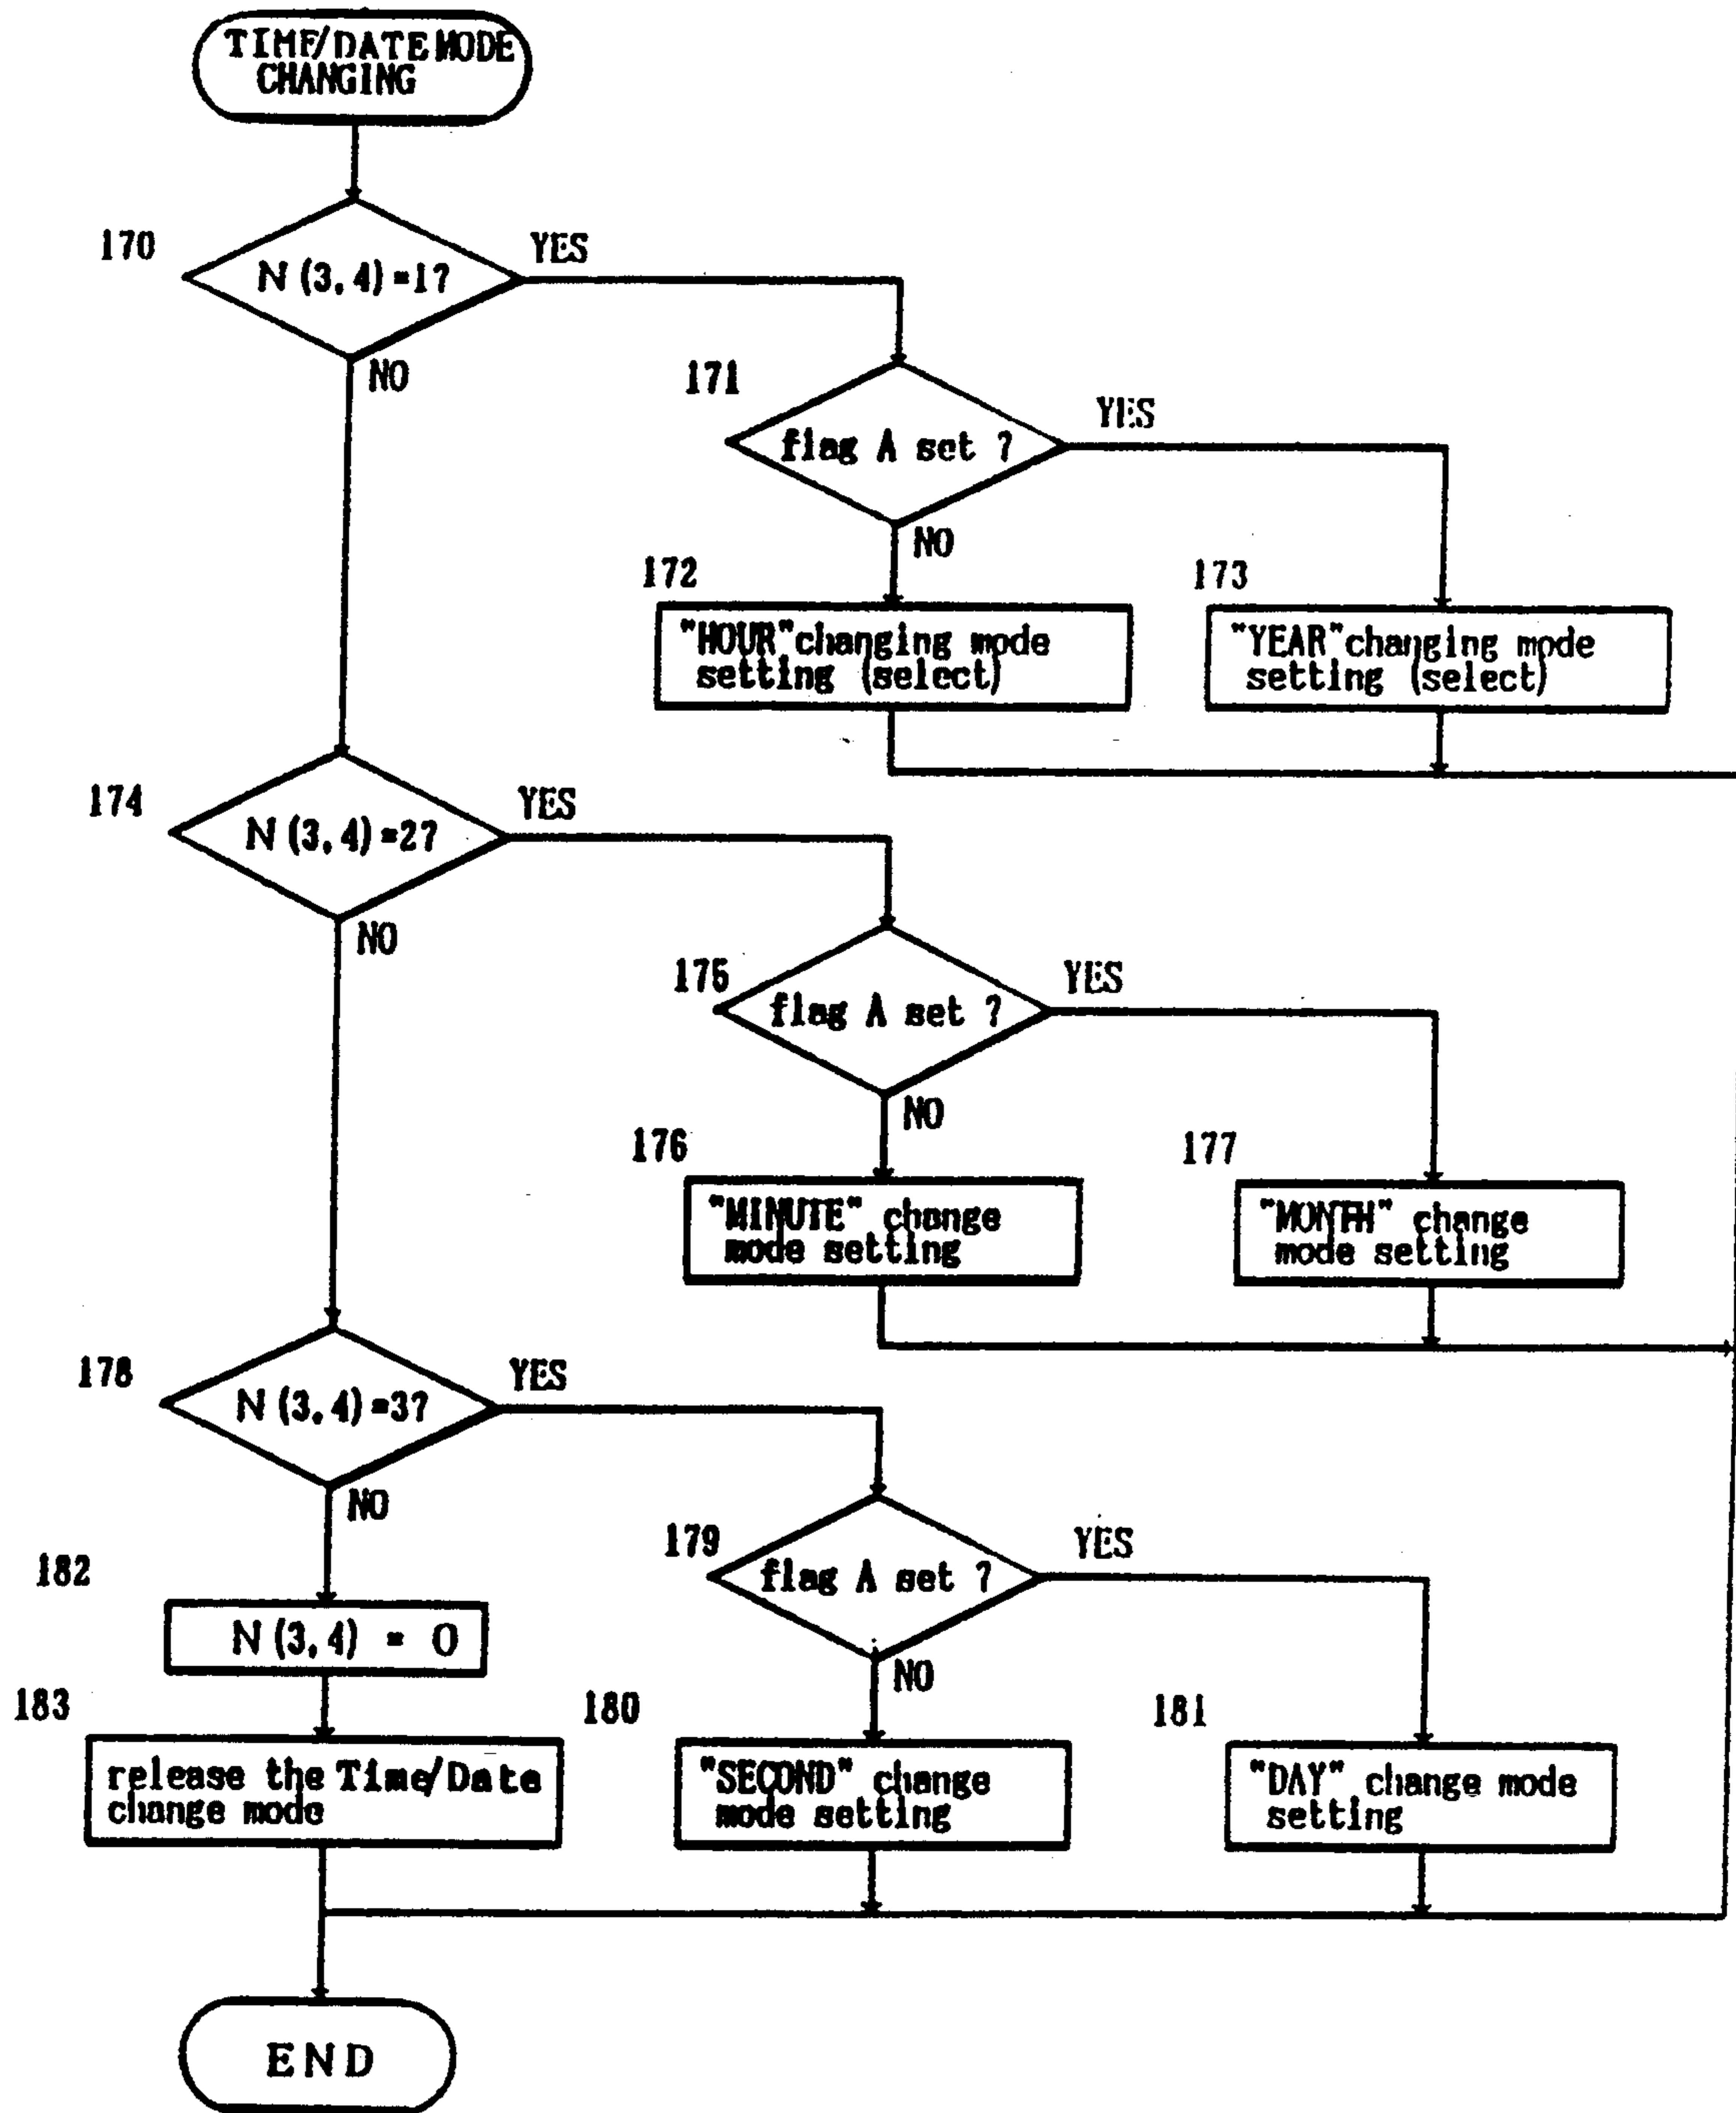 TIME/DATE MODE
CHANGING
170
N (3, 4) =1?
YES
NO
171
flag A set ?
YES
NO
172
"HOUR" changing mode
setting (select)
173
"YEAR" changing mode
setting (select)
174
N (3, 4) =2?
YES
NO
175
flag A set ?
YES
NO
176
"MINUTE" change
mode setting
177
"MONTH" change
mode setting
178
N (3, 4) =3?
YES
NO
179
flag A set ?
YES
NO
182
N (3, 4) = 0
183
release the Time/Date
change mode
180
"SECOND" change
mode setting
181
"DAY" change mode
setting
END